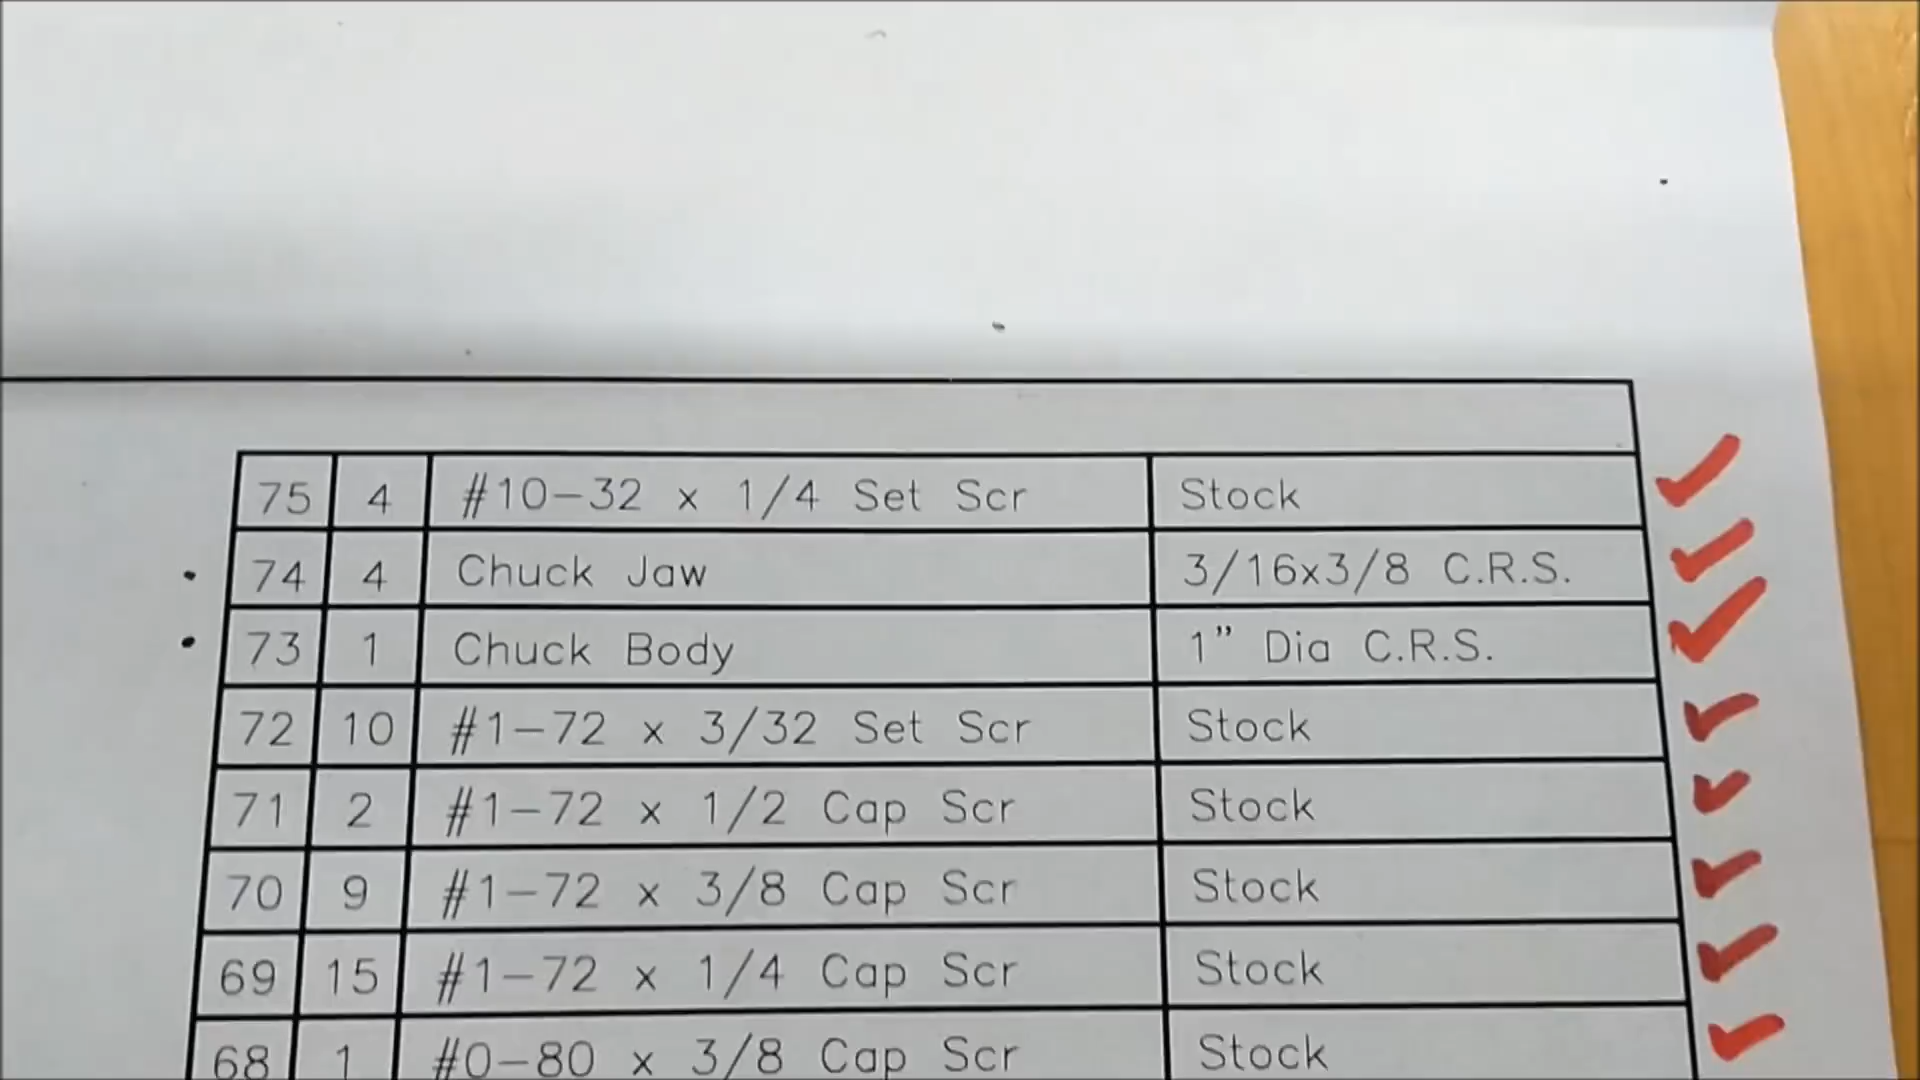 75 4 #10-32 x 1/4 Set Scr Stock
74 4 Chuck Jaw 3/16x3/8 C.R.S.
73 1 Chuck Body 1" Dia C.R.S.
72 10 #1-72 x 3/32 Set Scr Stock
71 2 #1-72 x 1/2 Cap Scr Stock
70 9 #1-72 x 3/8 Cap Scr Stock
69 15 #1-72 x 1/4 Cap Scr Stock
68 1 #0-80 x 3/8 Cap Scr Stock